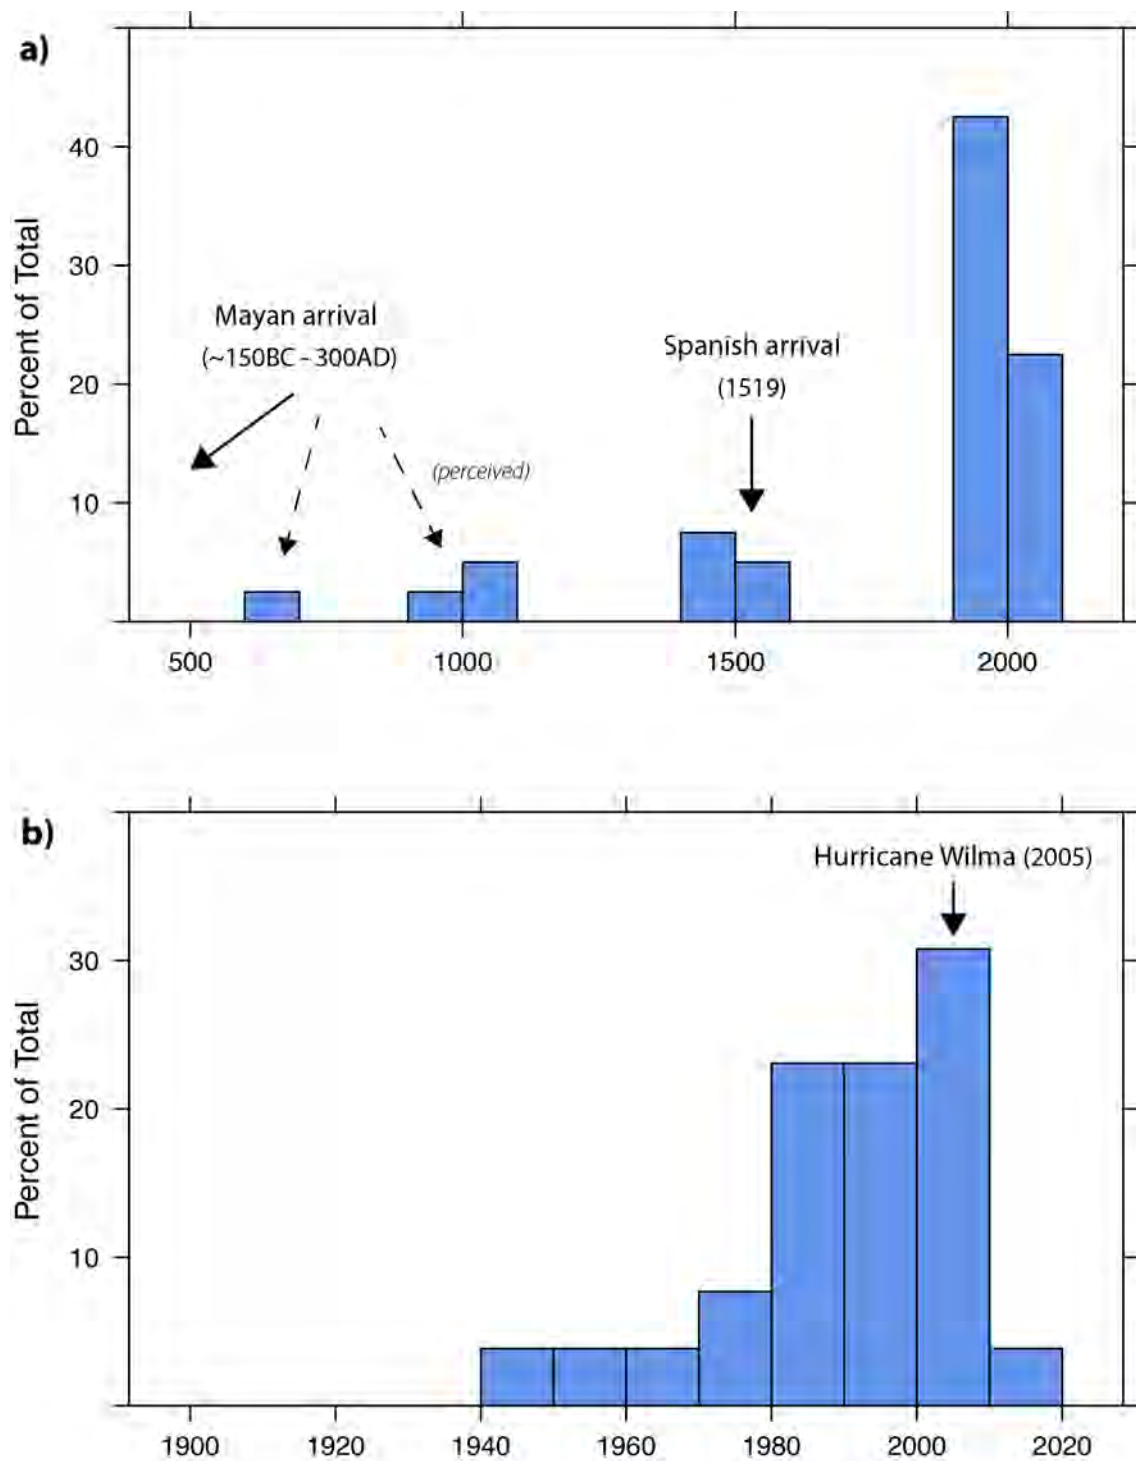 a)
Percent of Total
40
30
20
10
Mayan arrival
(~150BC - 300AD)
(perceived)
Spanish arrival
(1519)
500 1000 1500 2000
b)
Percent of Total
30
20
10
Hurricane Wilma (2005)
1900 1920 1940 1960 1980 2000 2020